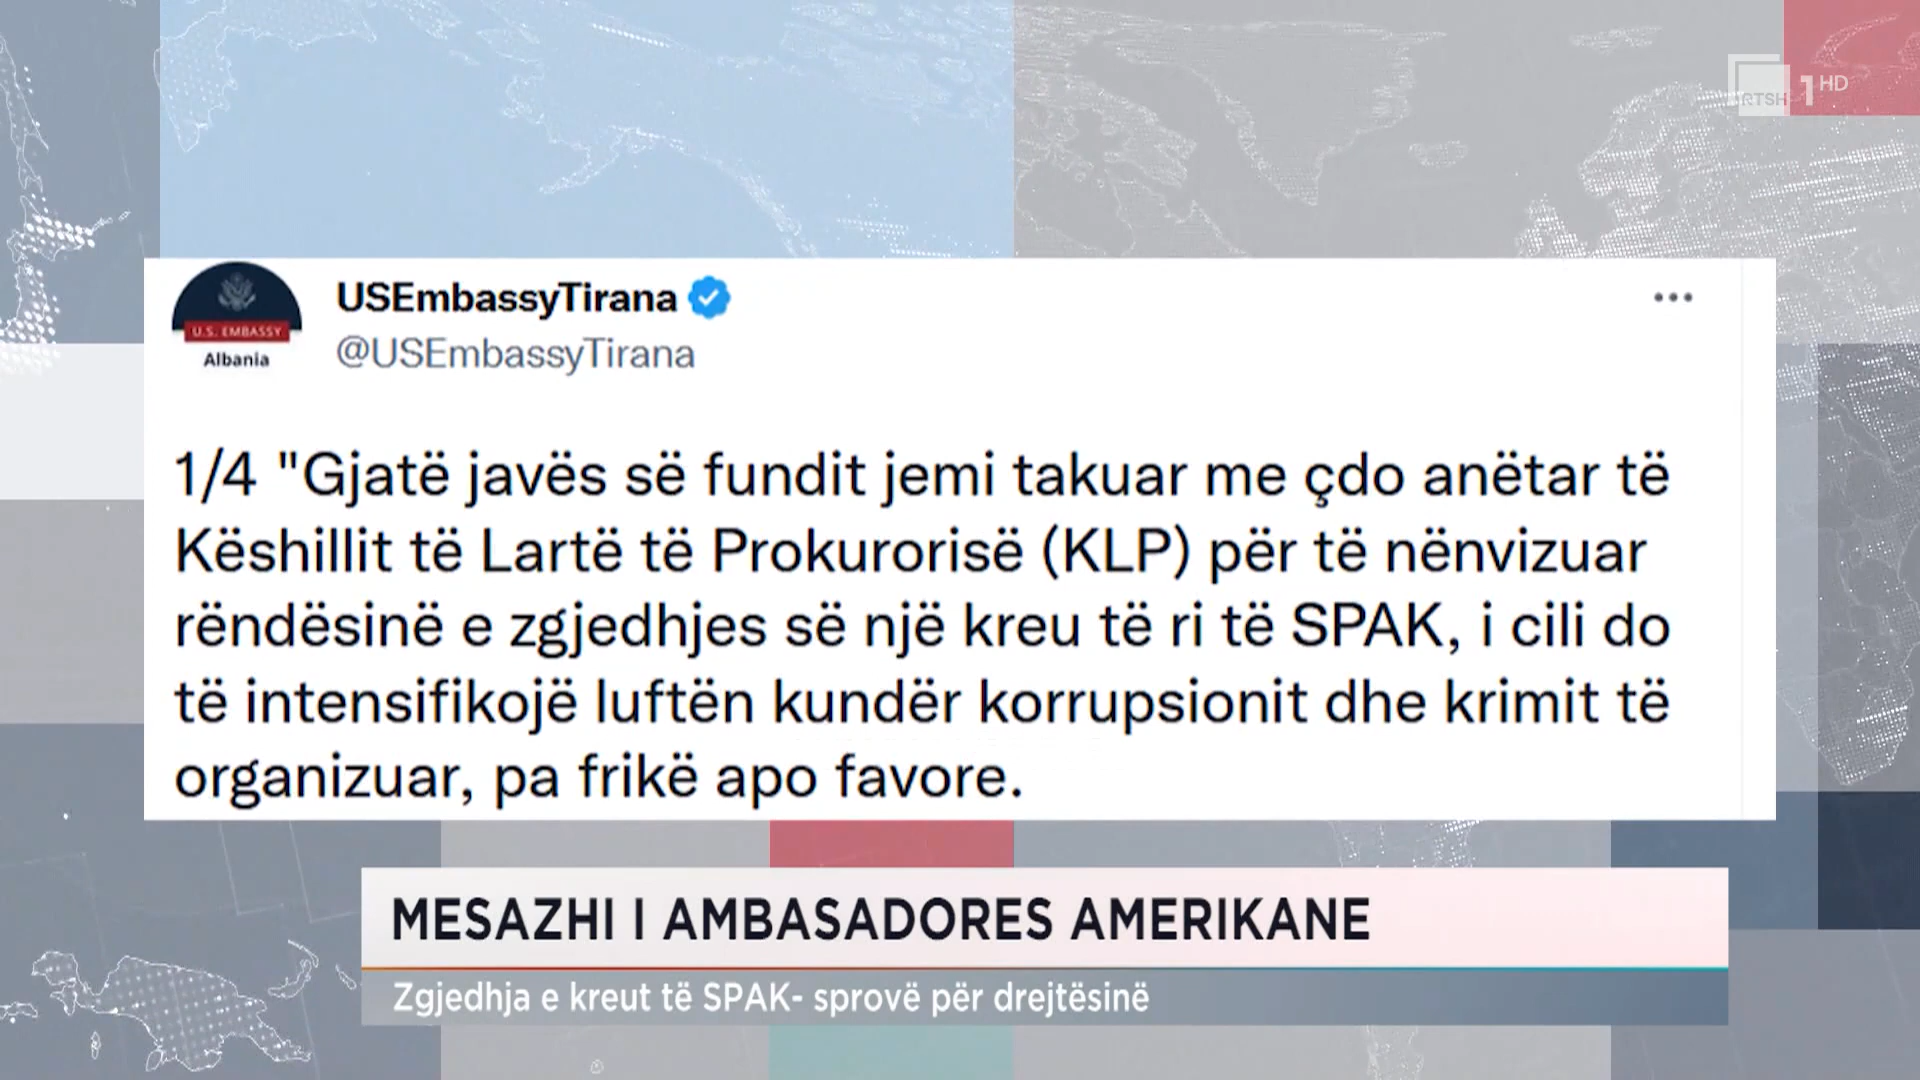 RTSH 1 HD
USEmbassyTirana
U.S. EMBASSY
Albania
@USEmbassyTirana
1/4 "Gjatë javës së fundit jemi takuar me çdo anëtar të
Këshillit të Lartë të Prokurorisë (KLP) për të nënvizuar
rëndësinë e zgjedhjes së një kreu të ri të SPAK, i cili do
të intensifikojë luftën kundër korrupsionit dhe krimit të
organizuar, pa frikë apo favore.
MESAZHI I AMBASADORES AMERIKANE
Zgjedhja e kreut të SPAK- sprovë për drejtësinë